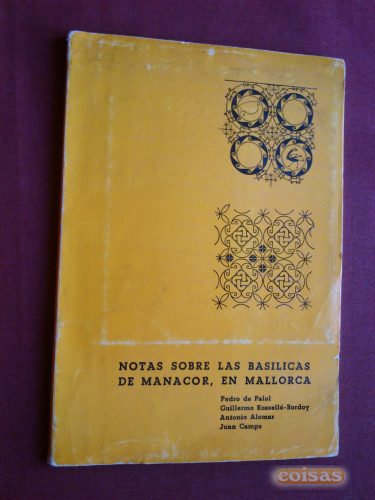 NOTAS SOBRE LAS BASILICAS
DE MANACOR, EN MALLORCA
Pedro de Palol
Guillermo Rosselló-Bordoy
Antonio Alomar
Juan Camps
coisas